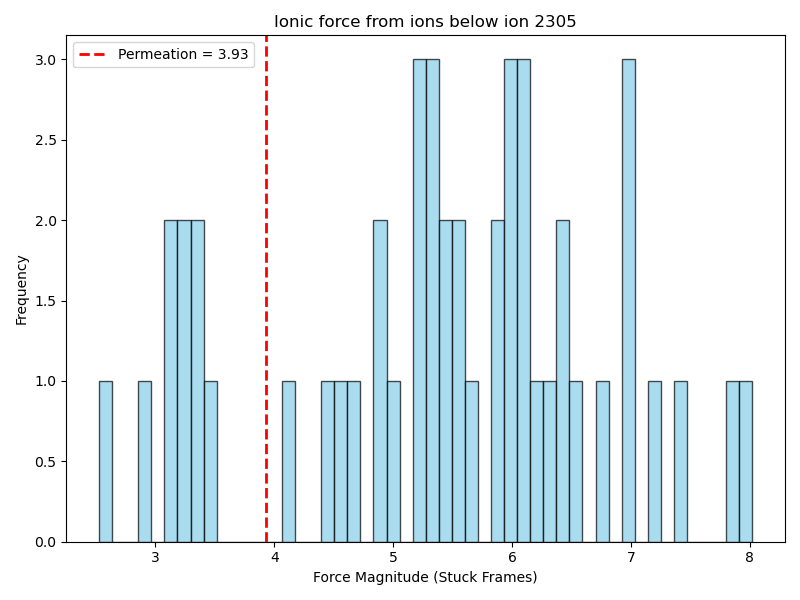 Ionic force from ions below ion 2305
Permeation = 3.93
Frequency
3.0
2.5
2.0
1.5
1.0
0.5
0.0
3 4 5 6 7 8
Force Magnitude (Stuck Frames)